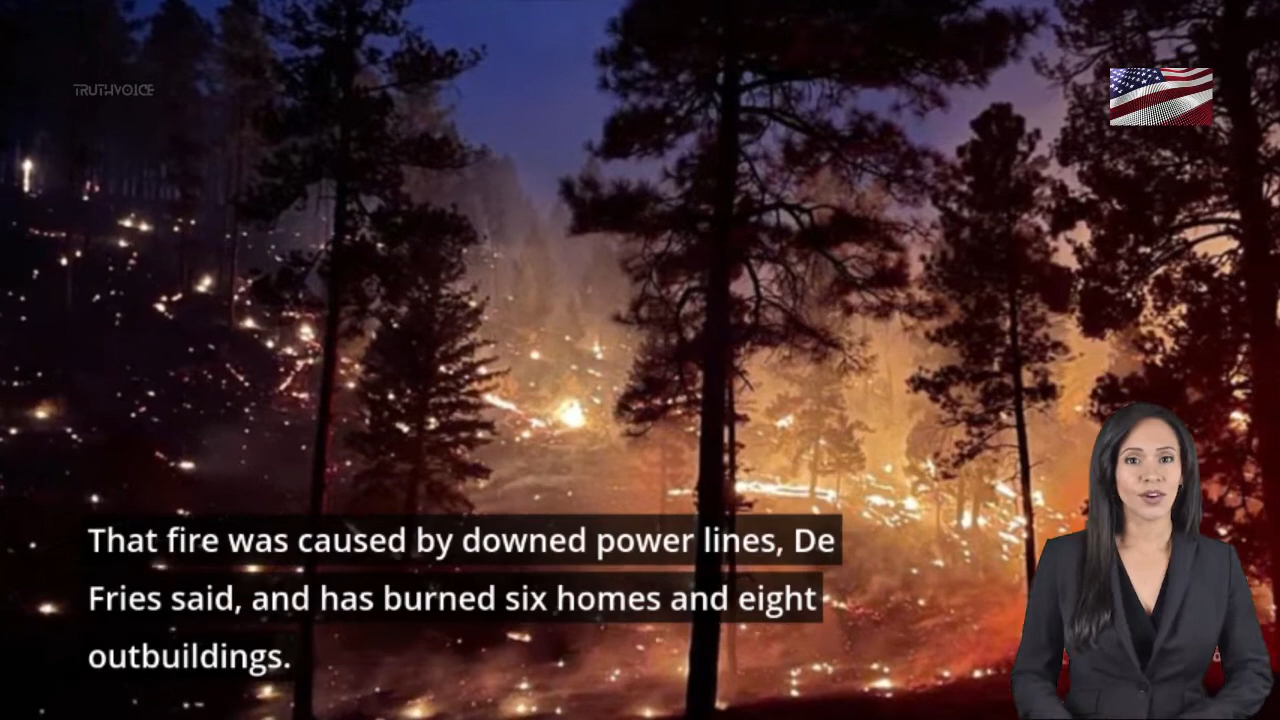 TRUTHVOICE
That fire was caused by downed power lines, De
Fries said, and has burned six homes and eight
outbuildings.